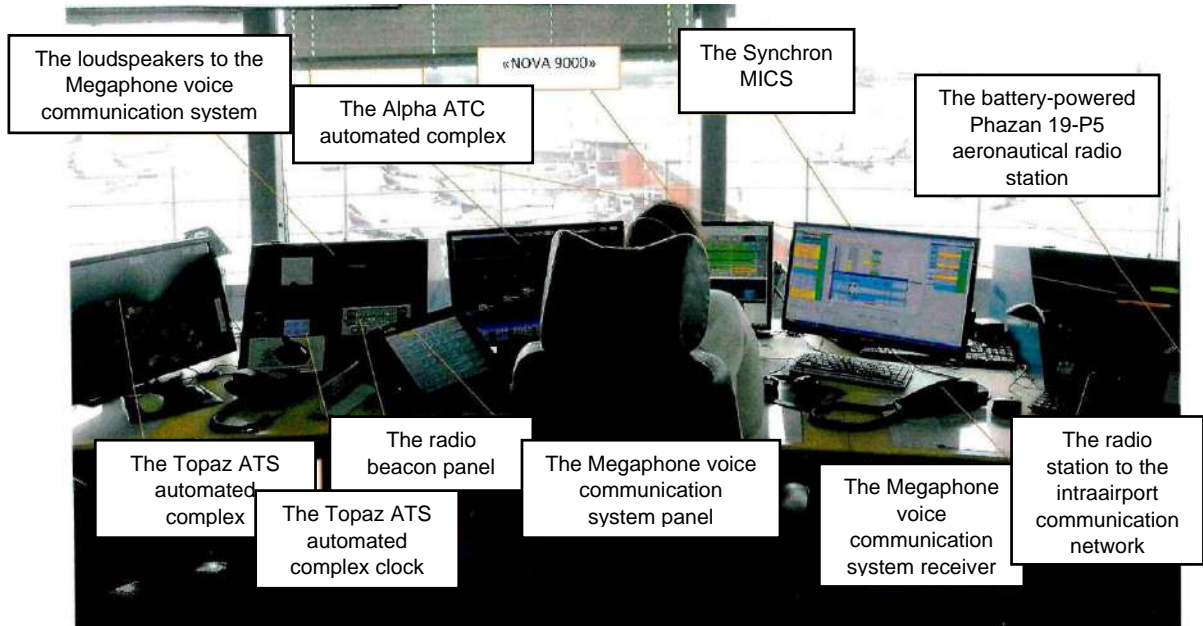 The loudspeakers to the
Megaphone voice
communication system
The Alpha ATC
automated complex
«NOVA 9000»
The Synchron
MICS
The battery-powered
Phazan 19-P5
aeronautical radio
station
The Topaz ATS
automated
complex
The Topaz ATS
automated
complex clock
The radio
beacon panel
The Megaphone voice
communication
system panel
The Megaphone
voice
communication
system receiver
The radio
station to the
intraairport
communication
network